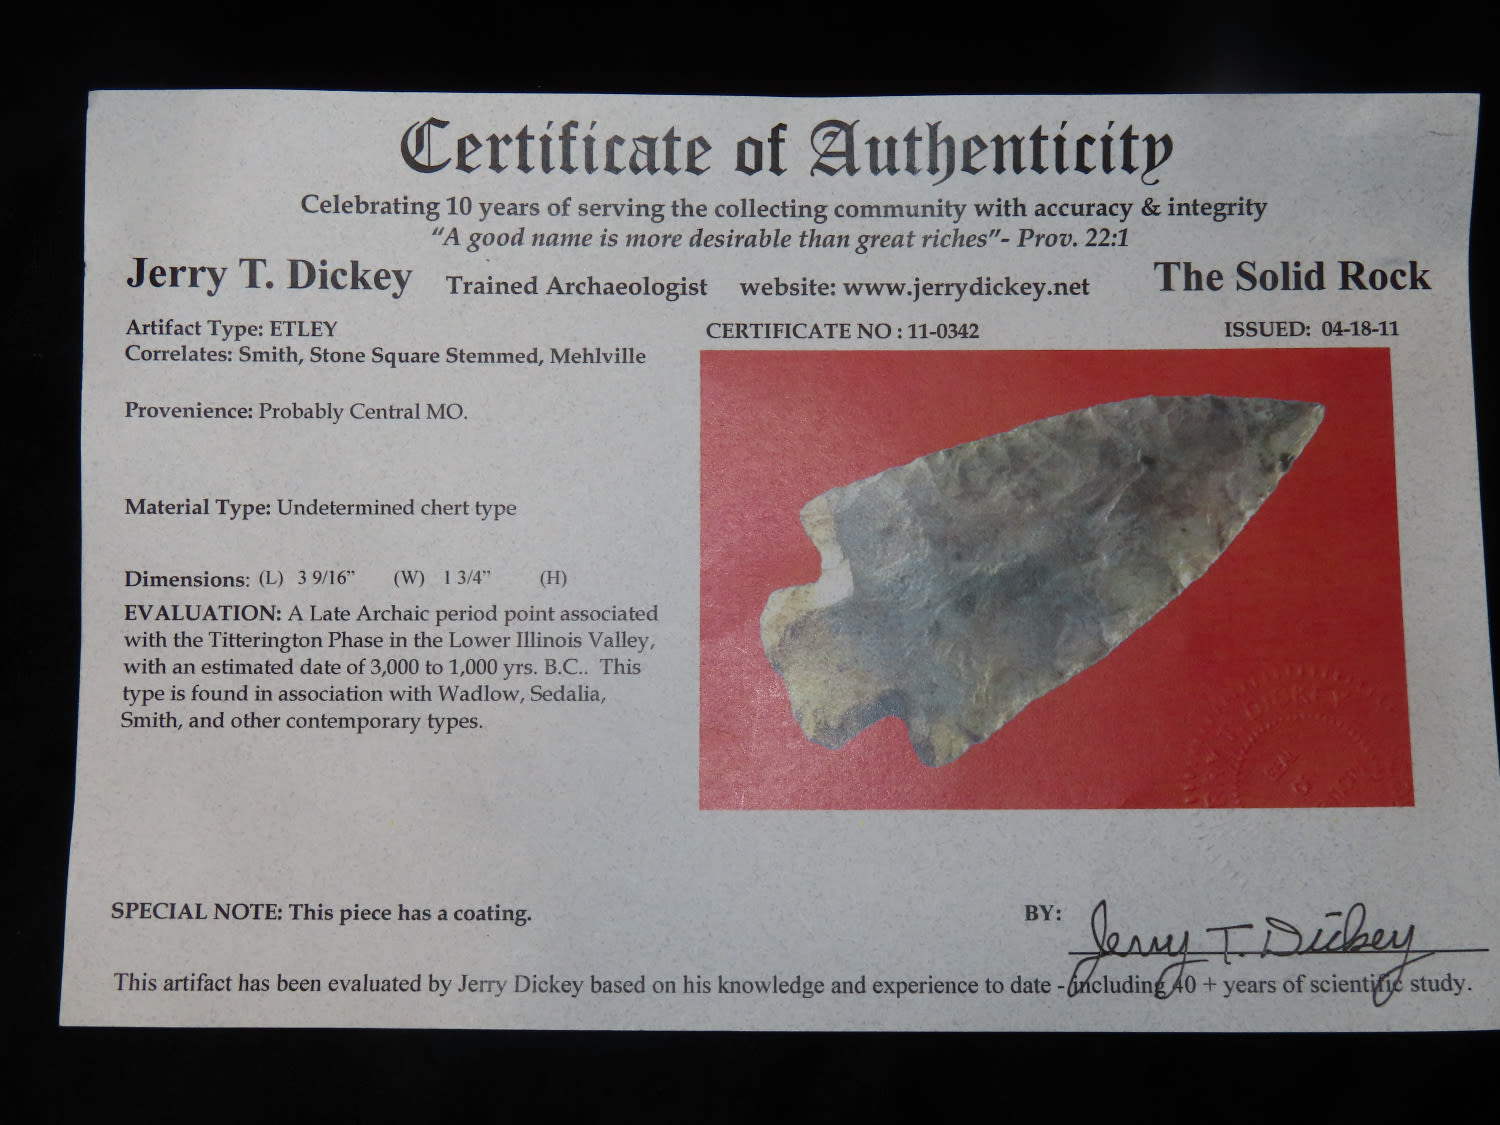 Certificate of Authenticity
Celebrating 10 years of serving the collecting community with accuracy & integrity
“A good name is more desirable than great riches”- Prov. 22:1
Jerry T. Dickey Trained Archaeologist website: www.jerrydickey.net The Solid Rock
Artifact Type: ETLEY
Correlates: Smith, Stone Square Stemmed, Mehlville
CERTIFICATE NO : 11-0342 ISSUED: 04-18-11
Provenience: Probably Central MO.
Material Type: Undetermined chert type
Dimensions: (L) 3 9/16” (W) 1 3/4” (H)
EVALUATION: A Late Archaic period point associated
with the Titterington Phase in the Lower Illinois Valley,
with an estimated date of 3,000 to 1,000 yrs. B.C.. This
type is found in association with Wadlow, Sedalia,
Smith, and other contemporary types.
DICKEY
SPECIAL NOTE: This piece has a coating.
BY: Jerry T. Dickey
This artifact has been evaluated by Jerry Dickey based on his knowledge and experience to date - including 40 + years of scientific study.